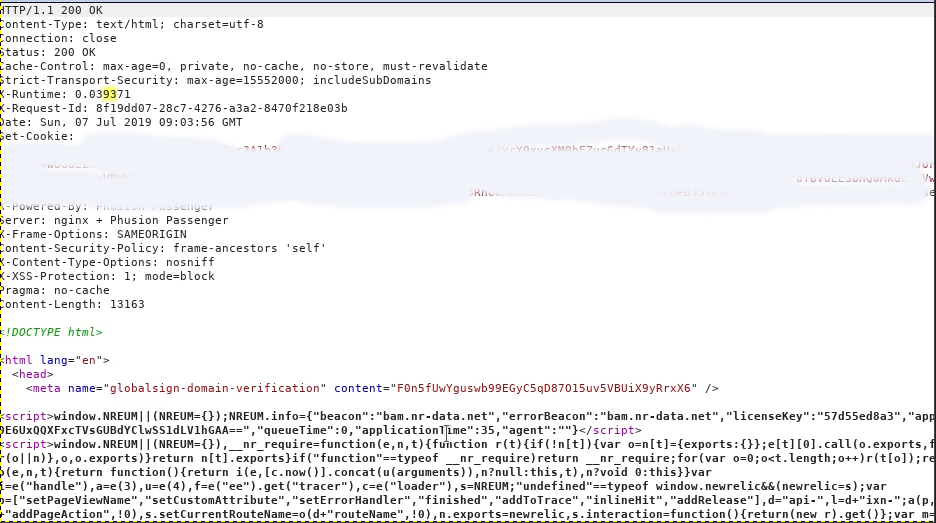 HTTP/1.1 200 OK
Content-Type: text/html; charset=utf-8
Connection: close
Status: 200 OK
Cache-Control: max-age=0, private, no-cache, no-store, must-revalidate
Strict-Transport-Security: max-age=15552000; includeSubDomains
X-Runtime: 0.039371
X-Request-Id: 8f19dd07-28c7-4276-a3a2-8470f218e03b
Date: Sun, 07 Jul 2019 09:03:56 GMT
Set-Cookie:
X-Powered-By: Phusion Passenger
Server: nginx + Phusion Passenger
X-Frame-Options: SAMEORIGIN
Content-Security-Policy: frame-ancestors 'self'
X-Content-Type-Options: nosniff
X-XSS-Protection: 1; mode=block
Pragma: no-cache
Content-Length: 13163
<!DOCTYPE html>
<html lang="en">
<head>
<meta name="globalsign-domain-verification" content="F0n5fUwYguswb99EGyC5qD87O15uv5VBUiX9yRrxX6" />
<script>window.NREUM||(NREUM={});NREUM.info={"beacon":"bam.nr-data.net","errorBeacon":"bam.nr-data.net","licenseKey":"57d55ed8a3","app
9E6UxQQXFxcTVsGUBdYClwSS1dLV1hGAA==","queueTime":0,"applicationTime":35,"agent":""}</script>
<script>window.NREUM||(NREUM={}),__nr_require=function(e,n,t){function r(t){if(!n[t]){var o=n[t]={exports:{}};e[t][0].call(o.exports,f
r(o||n)},o,o.exports)}return n[t].exports}if("function"==typeof __nr_require)return __nr_require;for(var o=0;o<t.length;o++)r(t[o]);re
o(e,n,t){return function(){return i(e,[c.now()].concat(u(arguments)),n?null:this,t),n?void 0:this}}var
i=e("handle"),a=e(3),u=e(4),f=e("ee").get("tracer"),c=e("loader"),s=NREUM;"undefined"==typeof window.newrelic&&(newrelic=s);var
p=["setPageViewName","setCustomAttribute","setErrorHandler","finished","addToTrace","inlineHit","addRelease"],d="api-",l=d+"ixn-";a(p,
"addPageAction",!0),s.setCurrentRouteName=o(d+"routeName",!0),n.exports=newrelic,s.interaction=function(){return(new r).get()};var m=